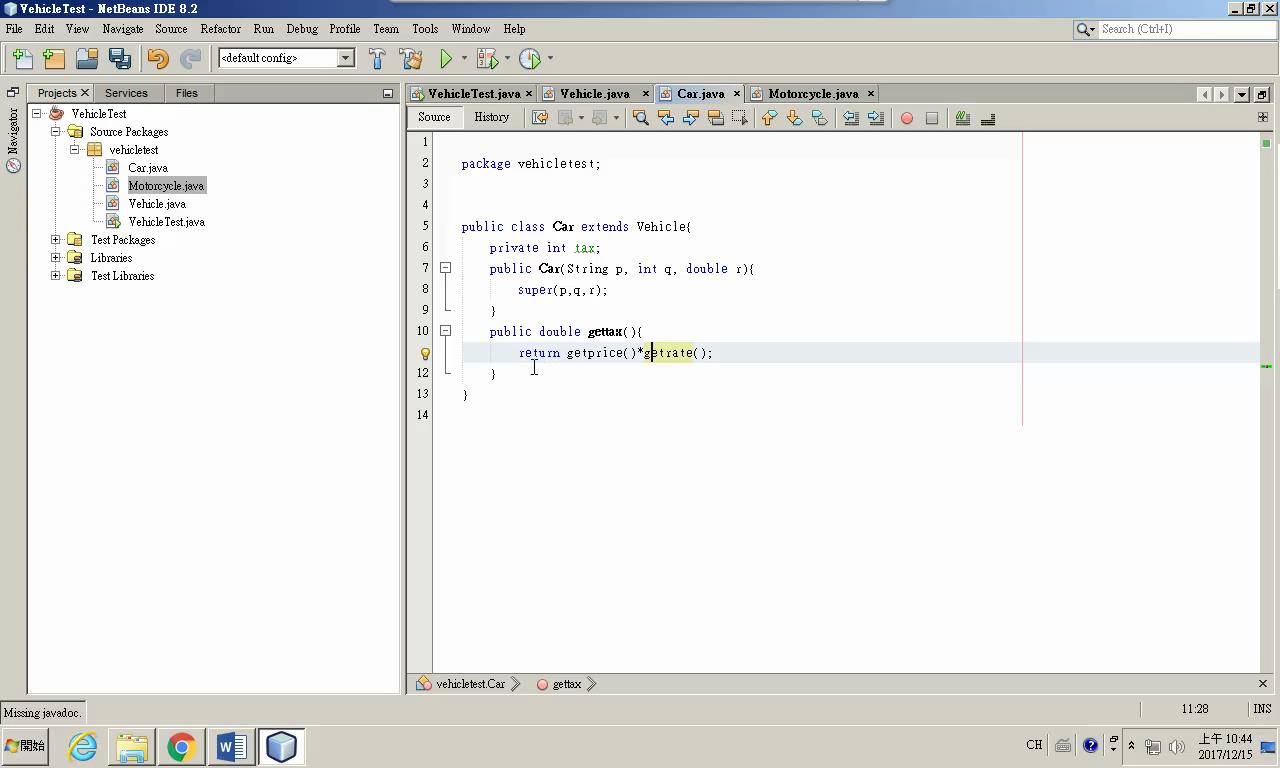 VehicleTest - NetBeans IDE 8.2
File Edit View Navigate Source Refactor Run Debug Profile Team Tools Window Help
Search (Ctrl+I)
<default config>
Projects Services Files
VehicleTest.java Vehicle.java Car.java Motorcycle.java
Navigator
VehicleTest
Source Packages
vehicletest
Car.java
Motorcycle.java
Vehicle.java
VehicleTest.java
Test Packages
Libraries
Test Libraries
Source History
1
2 package vehicletest;
3
4
5 public class Car extends Vehicle{
6 private int tax;
7 public Car(String p, int q, double r){
8 super(p,q,r);
9 }
10 public double gettax(){
return getprice()*getrate();
12 }
13 }
14
vehicletest.Car gettax
Missing javadoc. 11:28 INS
開始 CH 上午 10:44
2017/12/15